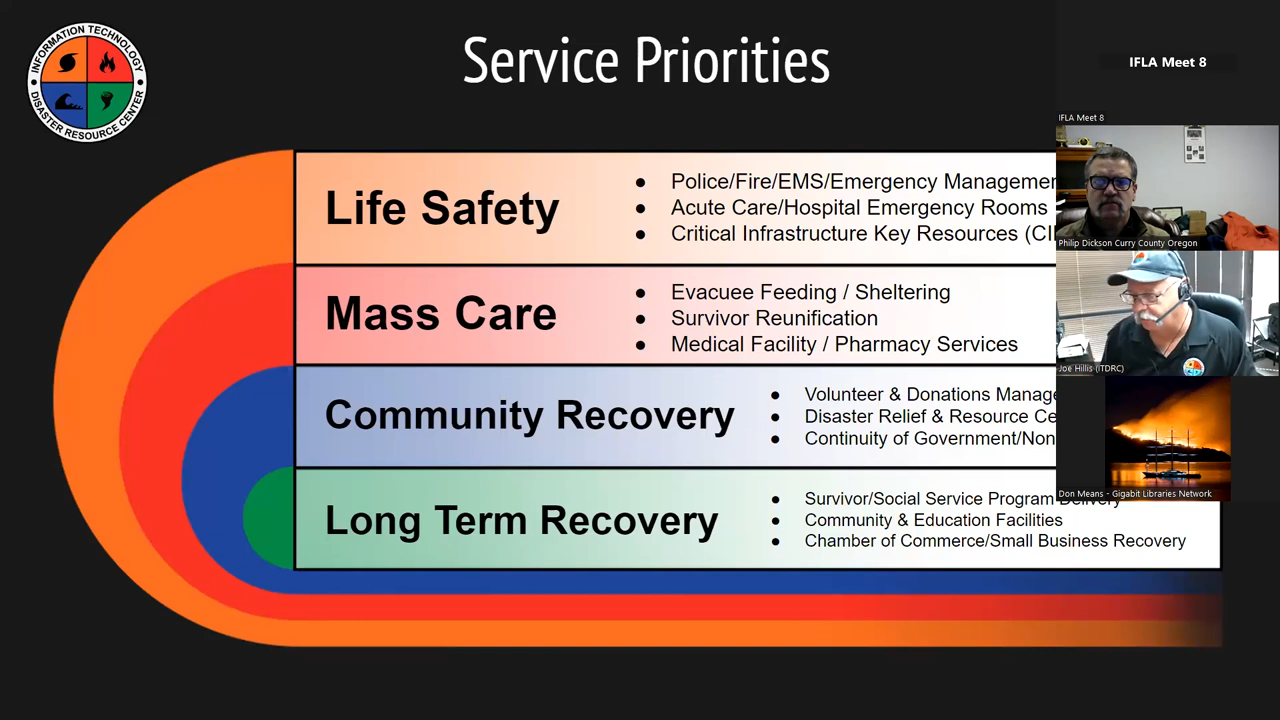 INFORMATION TECHNOLOGY
DISASTER RESOURCE CENTER
Service Priorities
IFLA Meet 8
IFLA Meet 8
Life Safety
● Police/Fire/EMS/Emergency Managemen
● Acute Care/Hospital Emergency Rooms
● Critical Infrastructure Key Resources (CI
Philip Dickson Curry County Oregon
Mass Care
● Evacuee Feeding / Sheltering
● Survivor Reunification
● Medical Facility / Pharmacy Services
Joe Hillis (ITDRC)
Community Recovery
● Volunteer & Donations Manage
● Disaster Relief & Resource Ce
● Continuity of Government/Non
Don Means - Gigabit Libraries Network
Long Term Recovery
● Survivor/Social Service Program Delivery
● Community & Education Facilities
● Chamber of Commerce/Small Business Recovery